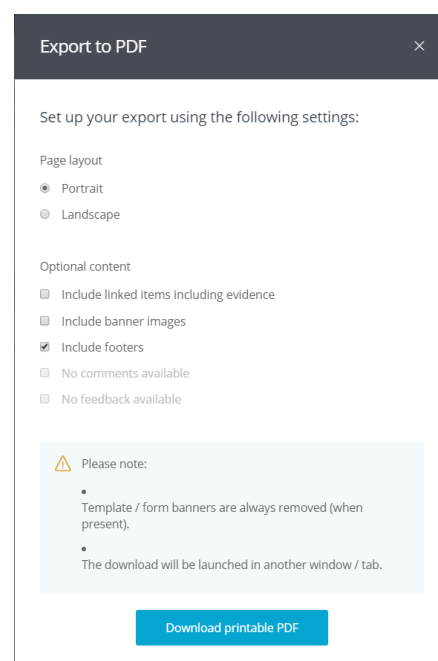 Export to PDF
Set up your export using the following settings:
Page layout
Portrait
Landscape
Optional content
Include linked items including evidence
Include banner images
Include footers
No comments available
No feedback available
Please note:
Template / form banners are always removed (when
present).
The download will be launched in another window / tab.
Download printable PDF